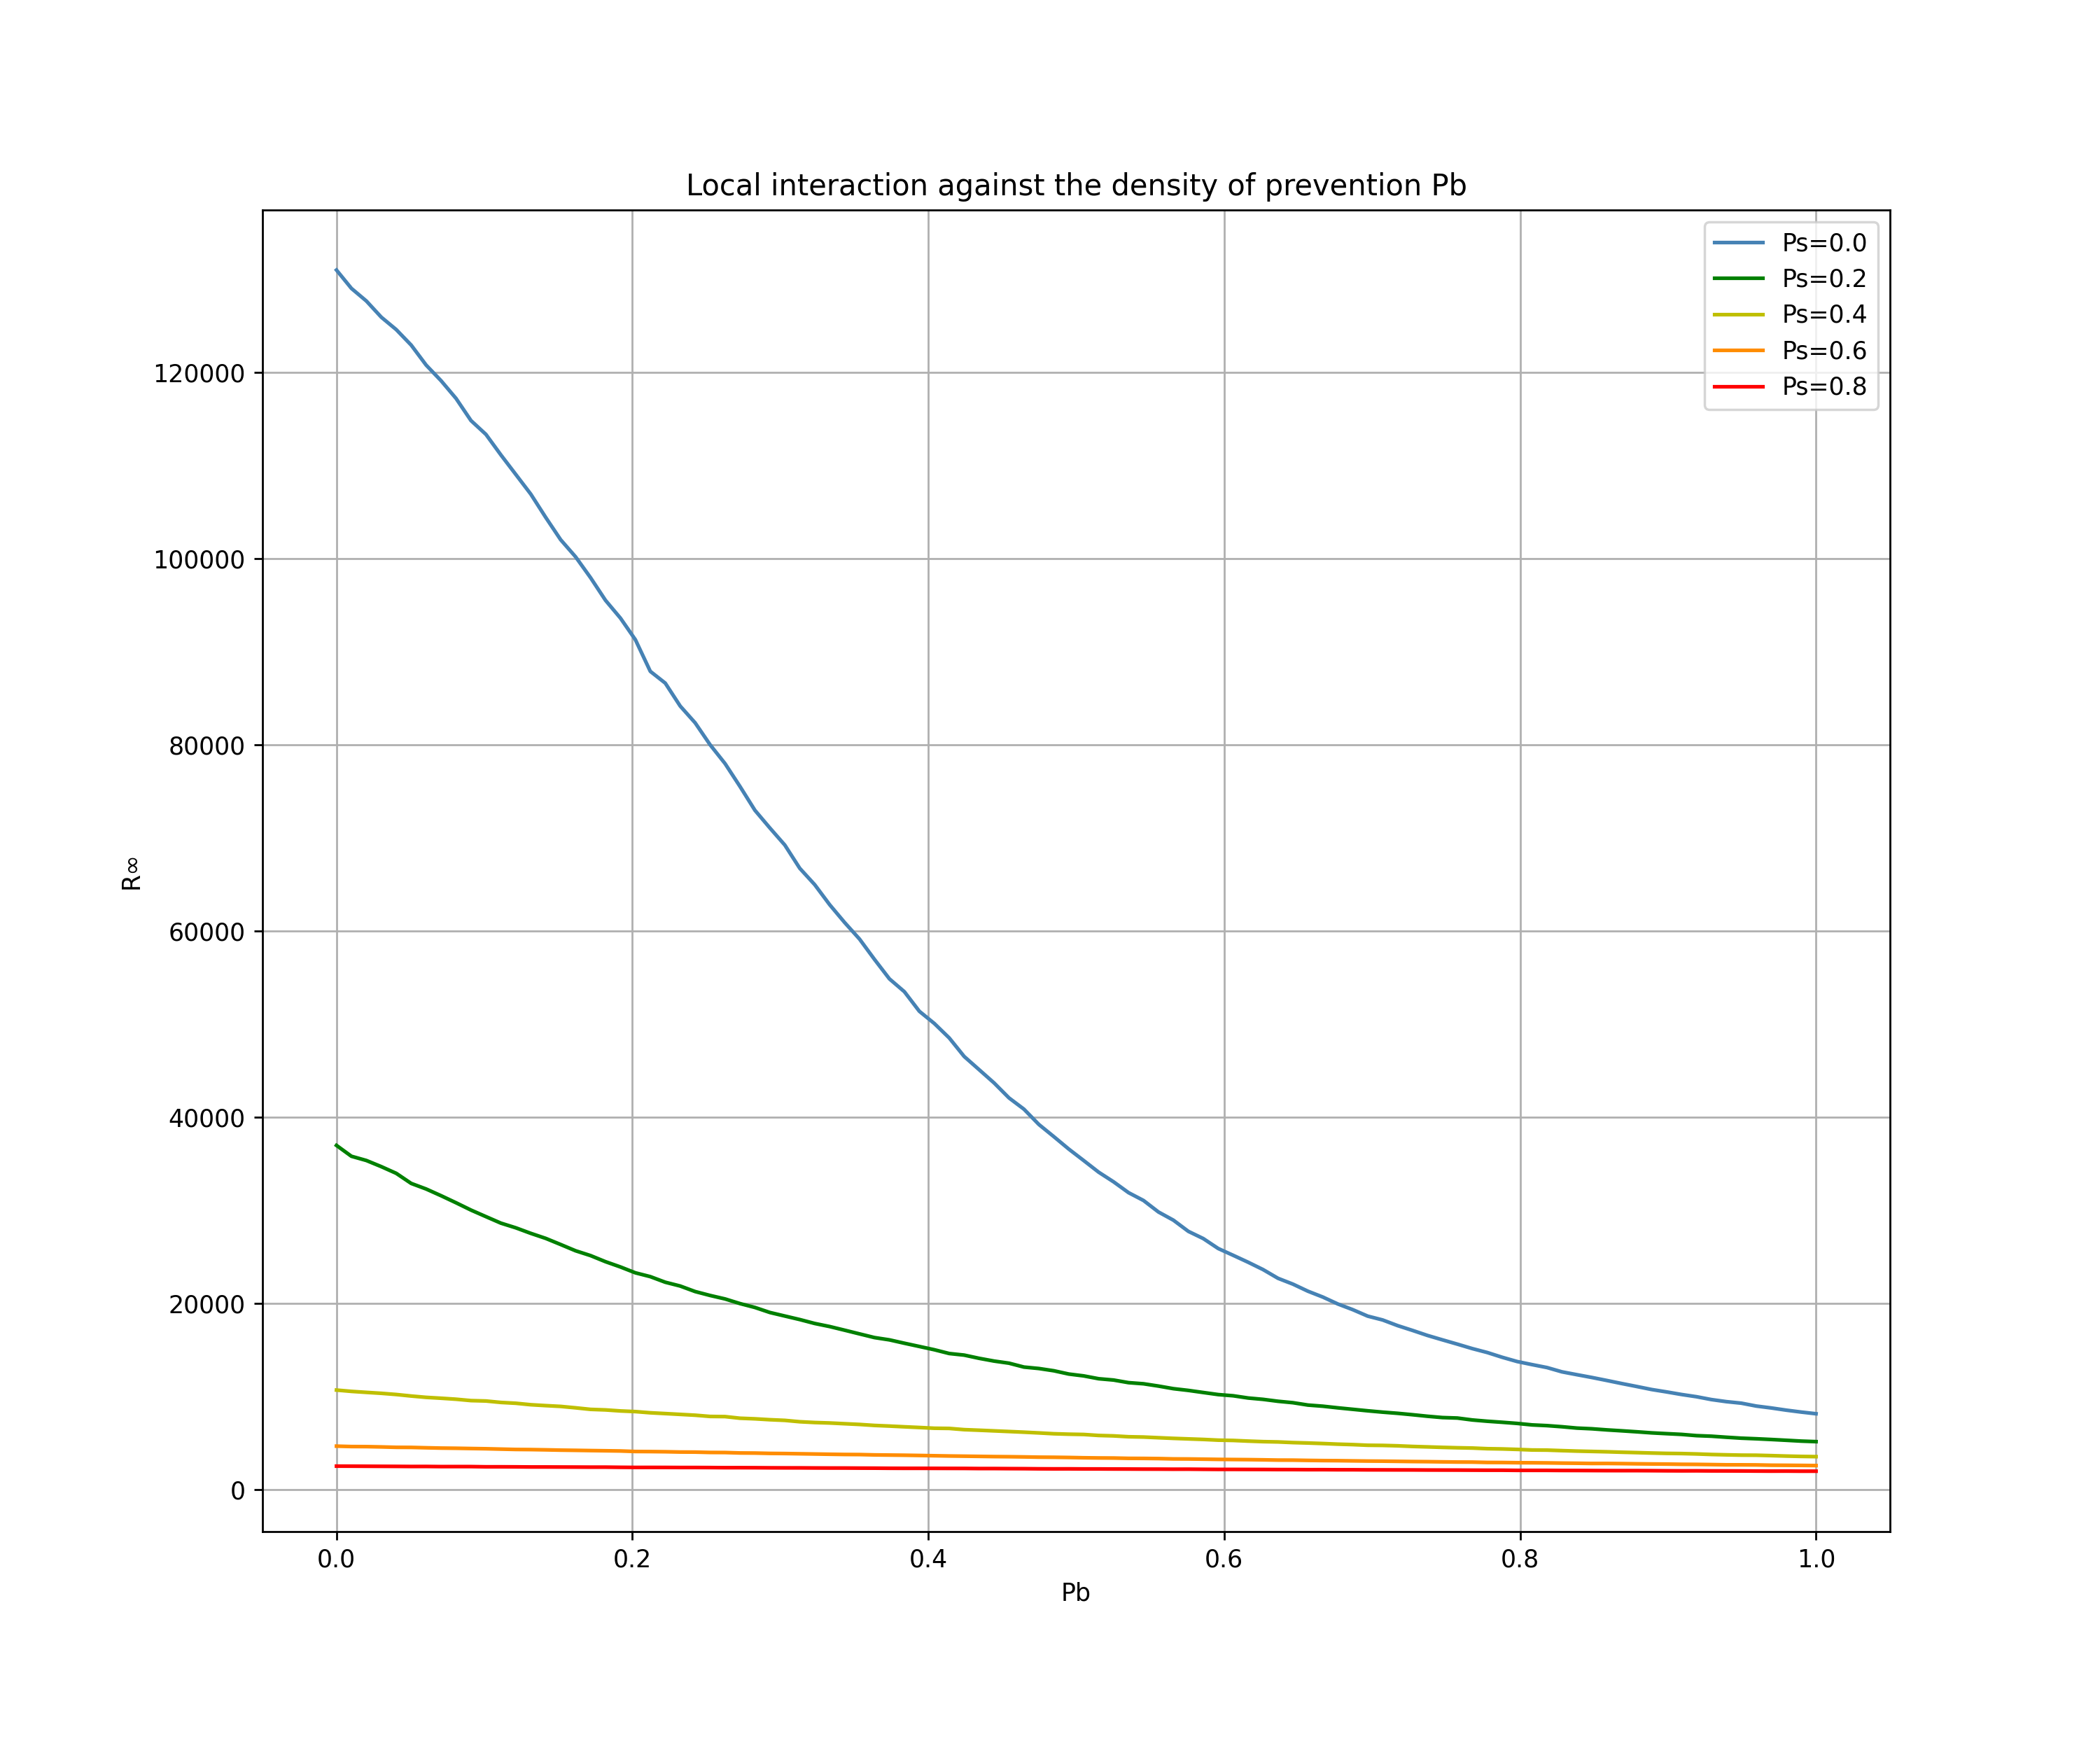 Local interaction against the density of prevention Pb
Ps=0.0
Ps=0.2
Ps=0.4
Ps=0.6
Ps=0.8
120000
100000
80000
60000
40000
20000
0
R∞
0.0 0.2 0.4 0.6 0.8 1.0
Pb